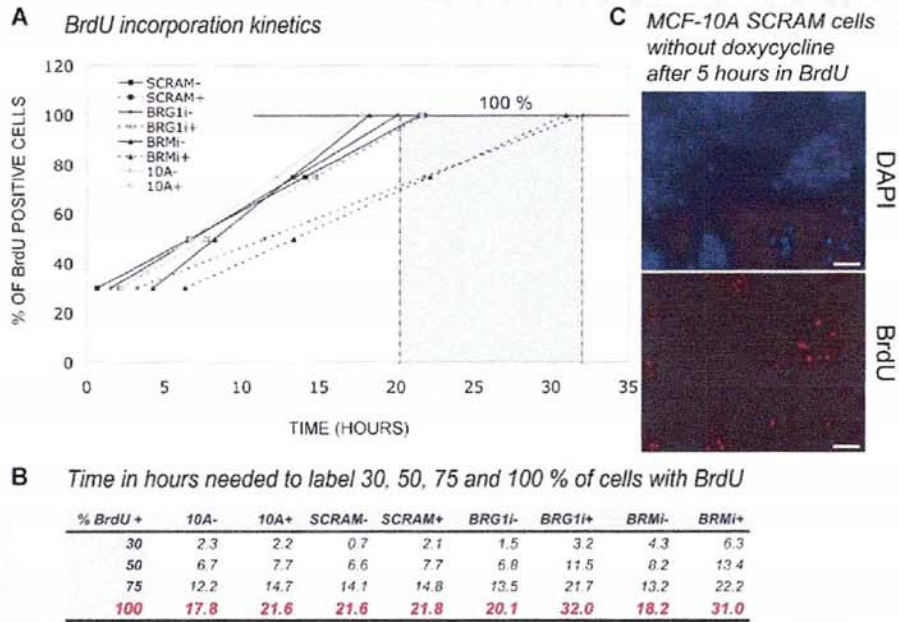 A
BrdU incorporation kinetics
% OF BrdU POSITIVE CELLS
120
100
80
60
40
20
0
SCRAM-
SCRAM+
BRG1i-
BRG1i+
BRMi-
BRMi+
10A-
10A+
100 %
0 5 10 15 20 25 30 35
TIME (HOURS)
C
MCF-10A SCRAM cells
without doxycycline
after 5 hours in BrdU
DAPI
BrdU
B
Time in hours needed to label 30, 50, 75 and 100 % of cells with BrdU
% BrdU + 10A- 10A+ SCRAM- SCRAM+ BRG1i- BRG1i+ BRMi- BRMi+
30 2.3 2.2 0.7 2.1 1.5 3.2 4.3 6.3
50 6.7 7.7 6.6 7.7 6.8 11.5 8.2 13.4
75 12.2 14.7 14.1 14.8 13.5 21.7 13.2 22.2
100 17.8 21.6 21.6 21.8 20.1 32.0 18.2 31.0